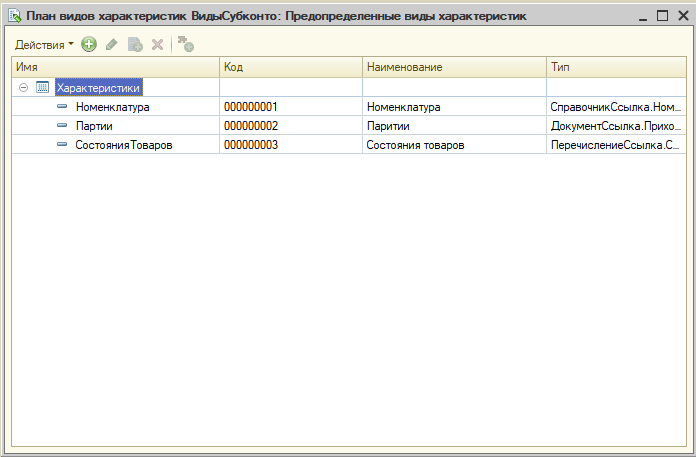 План видов характеристик ВидыСубконто: Предопределенные виды характеристик
Действия
Имя Код Наименование Тип
Характеристики
Номенклатура 000000001 Номенклатура СправочникСсылка.Ном...
Партии 000000002 Паритии ДокументСсылка.Прихо...
СостоянияТоваров 000000003 Состояния товаров ПеречислениеСсылка.С...